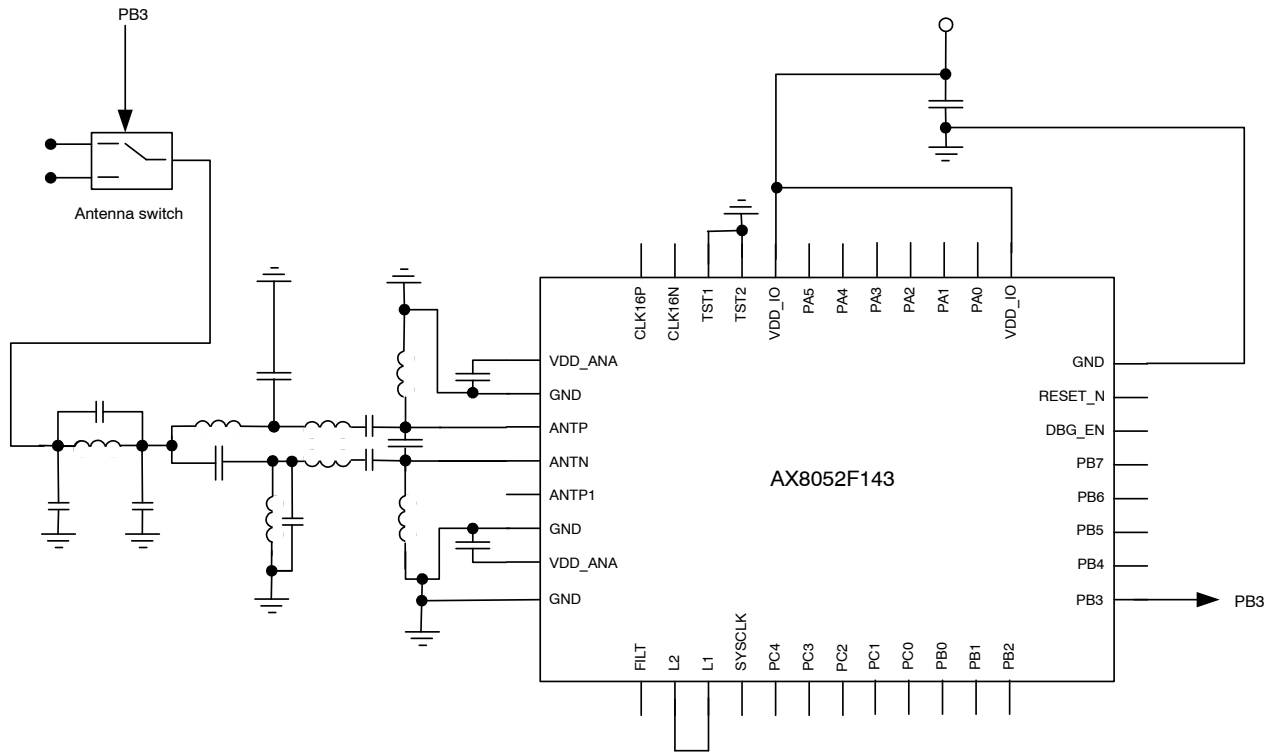 PB3
Antenna switch
CLK16P
CLK16N
TST1
TST2
VDD_IO
PA5
PA4
PA3
PA2
PA1
PA0
VDD_IO
VDD_ANA
GND
ANTP
ANTN
ANTP1
GND
VDD_ANA
GND
AX8052F143
GND
RESET_N
DBG_EN
PB7
PB6
PB5
PB4
PB3
PB3
FILT
L2
L1
SYSCLK
PC4
PC3
PC2
PC1
PC0
PB0
PB1
PB2